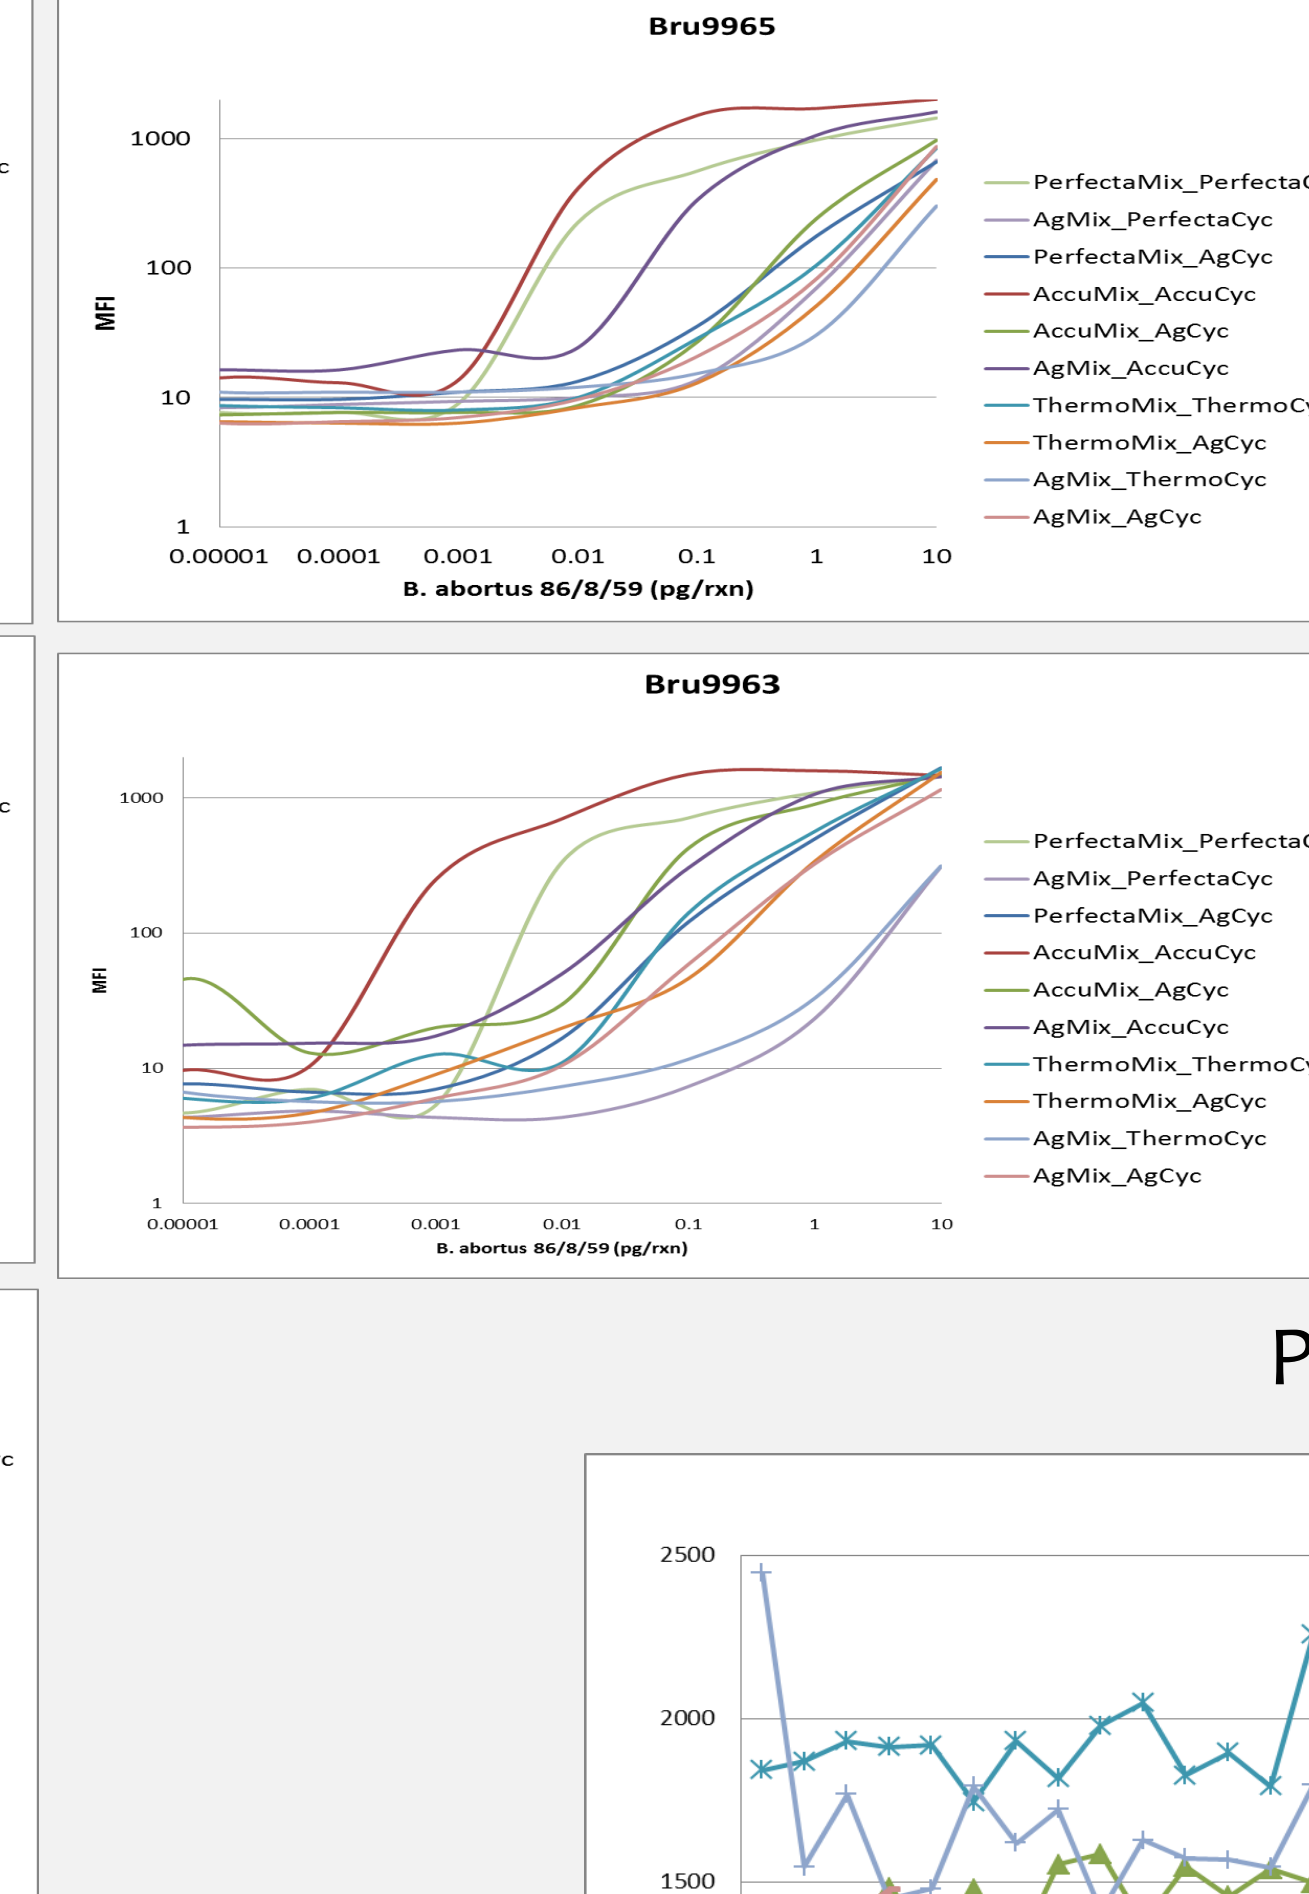 Bru9965
1000
100
10
1
MFI
0.00001 0.0001 0.001 0.01 0.1 1 10
B. abortus 86/8/59 (pg/rxn)
AgMix_PerfectaCyc
PerfectaMix_AgCyc
AccuMix_AccuCyc
AccuMix_AgCyc
AgMix_AccuCyc
ThermoMix_AgCyc
AgMix_ThermoCyc
AgMix_AgCyc
Bru9963
1000
100
10
1
MFI
0.00001 0.0001 0.001 0.01 0.1 1 10
B. abortus 86/8/59 (pg/rxn)
AgMix_PerfectaCyc
PerfectaMix_AgCyc
AccuMix_AccuCyc
AccuMix_AgCyc
AgMix_AccuCyc
ThermoMix_AgCyc
AgMix_ThermoCyc
AgMix_AgCyc
2500
2000
1500